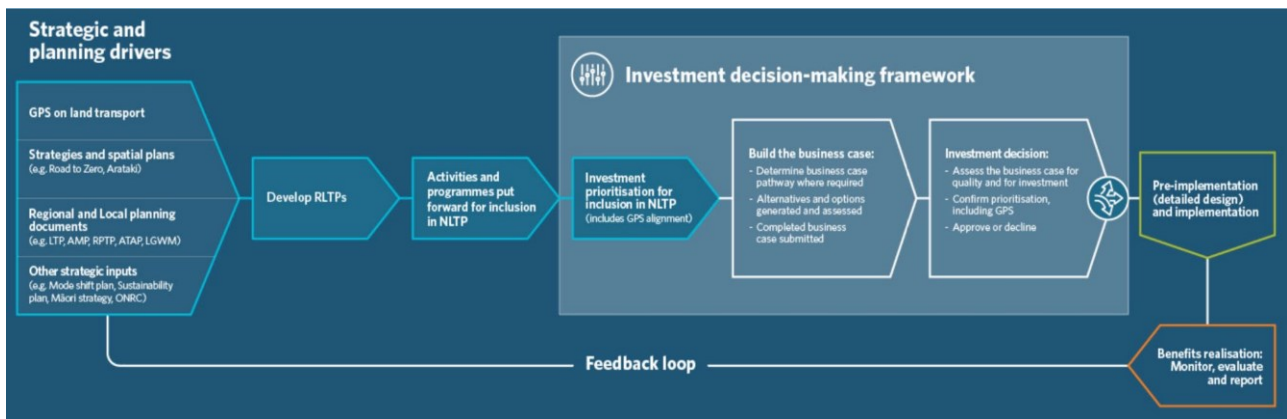 Strategic and
planning drivers
GPS on land transport
Strategies and spatial plans
(e.g. Road to Zero, Arataki)
Regional and Local planning
documents
(e.g. LTP, AMP, RPTP, ATAP, LGWM)
Other strategic inputs
(e.g. Mode shift plan, Sustainability
plan, Māori strategy, ONRC)
Develop RLTPs
Activities and
programmes put
forward for inclusion
in NLTP
Investment decision-making framework
Investment
prioritisation for
inclusion in NLTP
(includes GPS alignment)
Build the business case:
- Determine business case
pathway where required
- Alternatives and options
generated and assessed
- Completed business
case submitted
Investment decision:
- Assess the business case for
quality and for investment
- Confirm prioritisation,
including GPS
- Approve or decline
Pre-implementation
(detailed design)
and implementation
Benefits realisation:
Monitor, evaluate
and report
Feedback loop